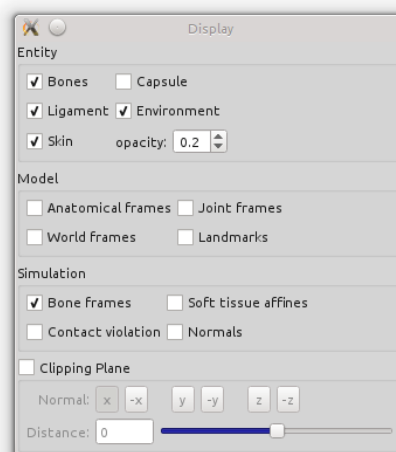 Display
Entity
Bones Capsule
Ligament Environment
Skin opacity: 0.2
Model
Anatomical frames Joint frames
World frames Landmarks
Simulation
Bone frames Soft tissue affines
Contact violation Normals
Clipping Plane
Normal: x -x y -y z -z
Distance: 0